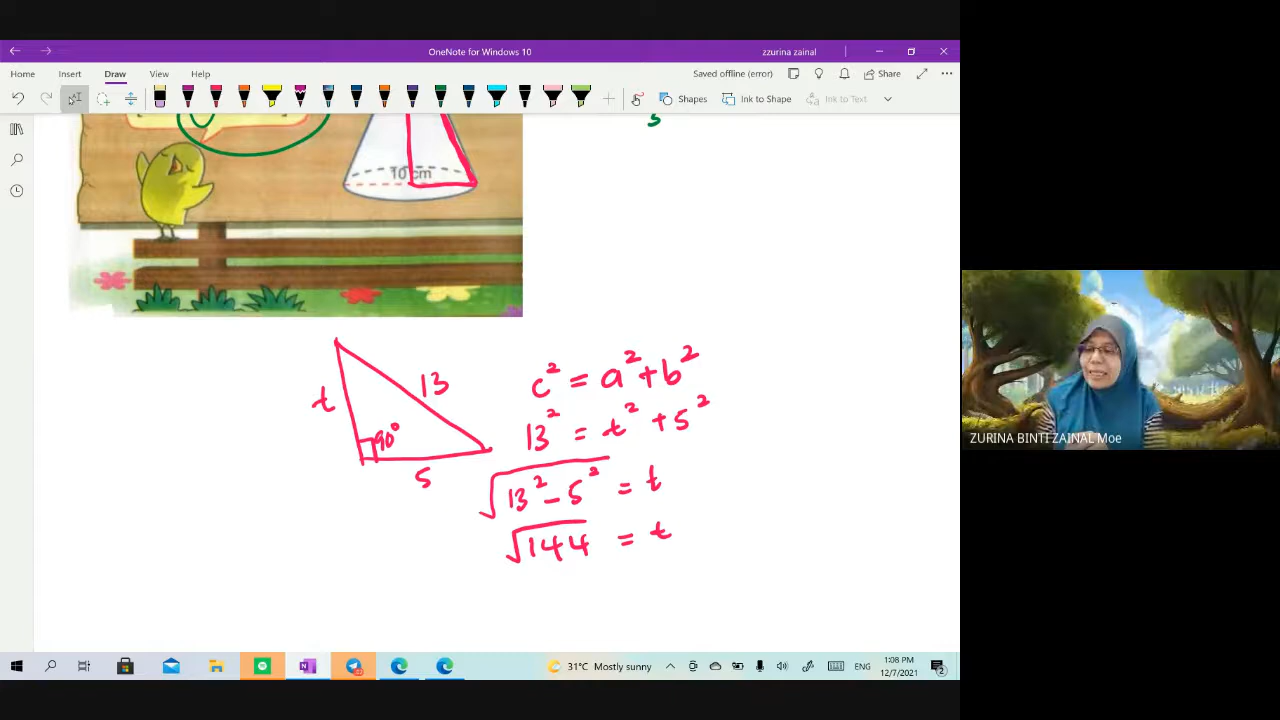 OneNote for Windows 10
zzurina zainal
Home Insert Draw View Help
Saved offline (error)
Share
Shapes
Ink to Shape
Ink to Text
5
10 cm
t
13
90°
5
c² = a² + b²
13² = t² + 5²
√13² – 5² = t
√144 = t
ZURINA BINTI ZAINAL Moe
31°C Mostly sunny
ENG
1:08 PM
12/7/2021
2